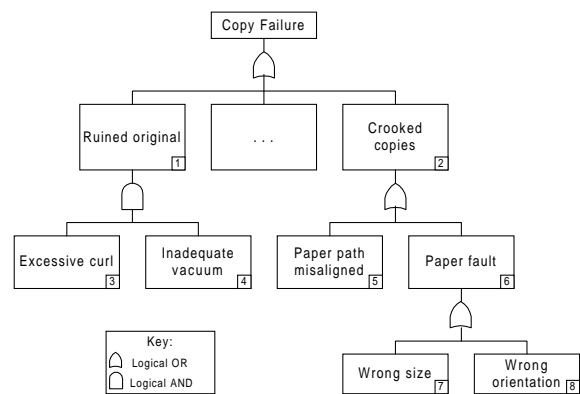 Copy Failure
Ruined original
1
. . .
Crooked
copies
2
Excessive curl
3
Inadequate
vacuum
4
Paper path
misaligned
5
Paper fault
6
Key:
Logical OR
Logical AND
Wrong size
7
Wrong
orientation
8